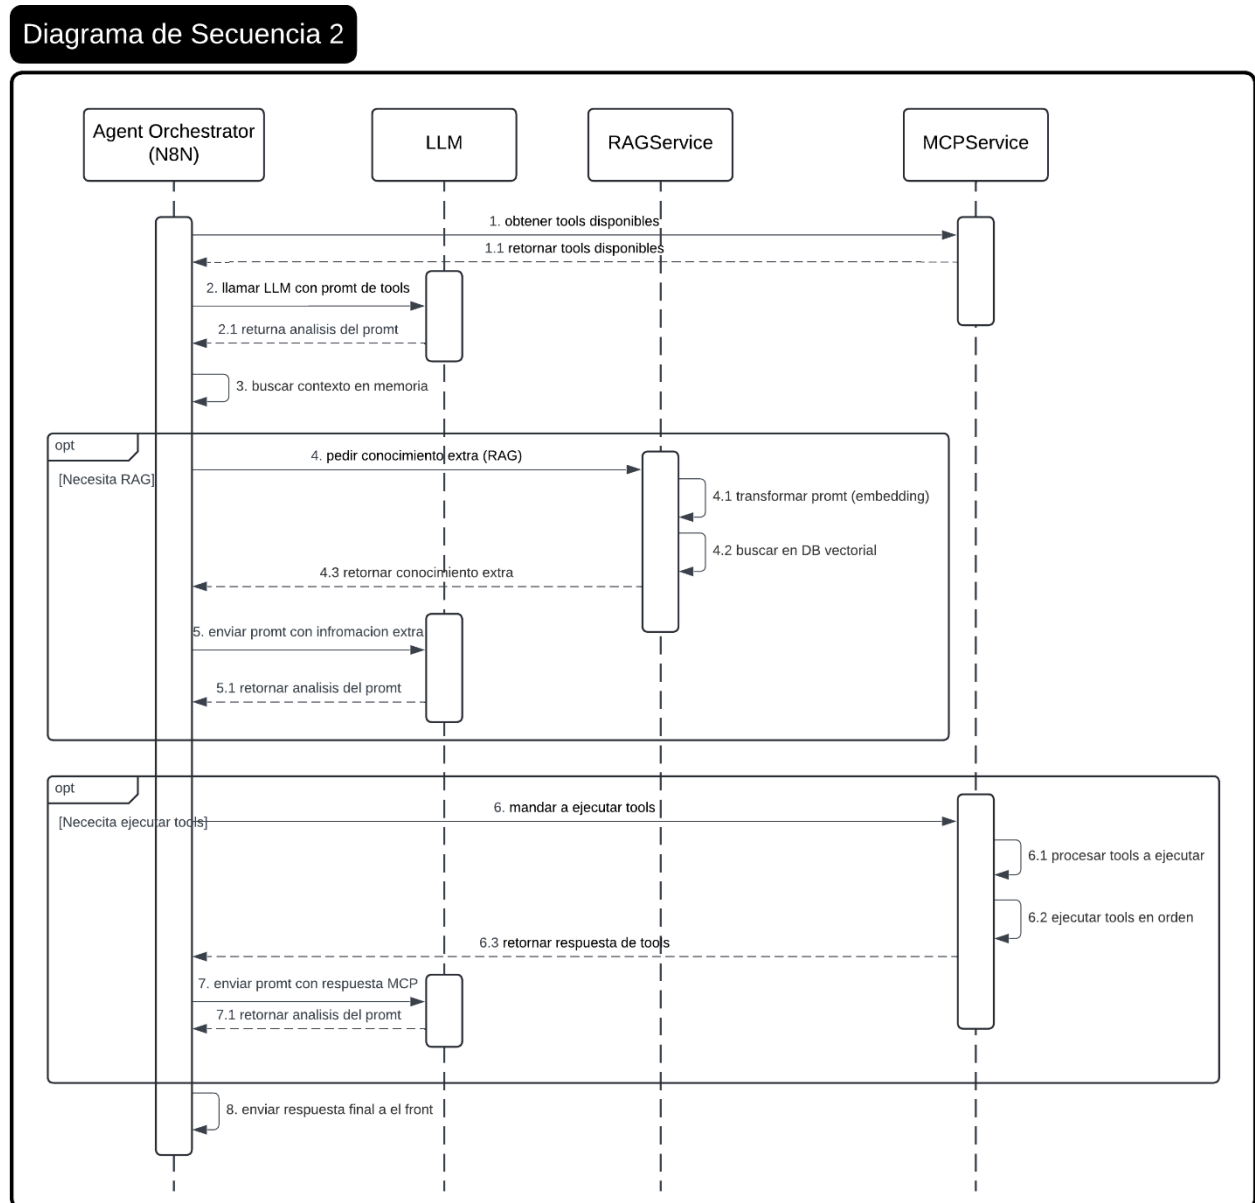 Diagrama de Secuencia 2
Agent Orchestrator
(N8N)
LLM
RAGService
MCPService
1. obtener tools disponibles
1.1 retornar tools disponibles
2. llamar LLM con promt de tools
2.1 returna analisis del promt
3. buscar contexto en memoria
opt
[Necesita RAG]
4. pedir conocimiento extra (RAG)
4.1 transformar promt (embedding)
4.2 buscar en DB vectorial
4.3 retornar conocimiento extra
5. enviar promt con infromacion extra
5.1 retornar analisis del promt
opt
[Nececita ejecutar tools]
6. mandar a ejecutar tools
6.1 procesar tools a ejecutar
6.2 ejecutar tools en orden
6.3 retornar respuesta de tools
7. enviar promt con respuesta MCP
7.1 retornar analisis del promt
8. enviar respuesta final a el front